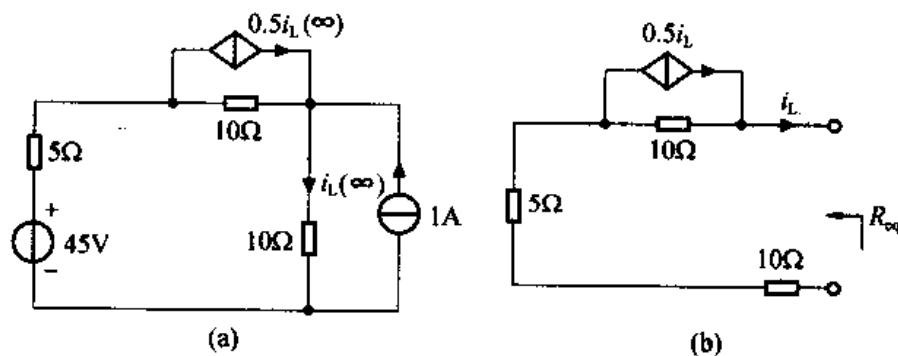 0.5i_L(∞)
10Ω
5Ω
+
45V
−
i_L(∞)
10Ω
1A
(a)
0.5i_L
i_L
10Ω
5Ω
R_eq
10Ω
(b)